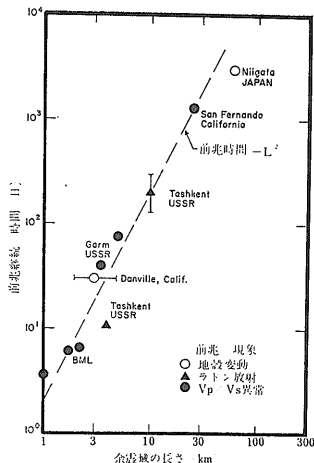 10⁴
10³
10²
10¹
10⁰
前兆継続 時間 日)
Niigata
JAPAN
San Fernando
California
前兆時間－L²
Tashkent
USSR
Garm
USSR
Danville, Calif.
Tashkent
USSR
BML
前兆 現象
○ 地殻変動
▲ ラトン放射
● Vp／Vs異常
1 3 10 30 100 300
余震域の長さ km